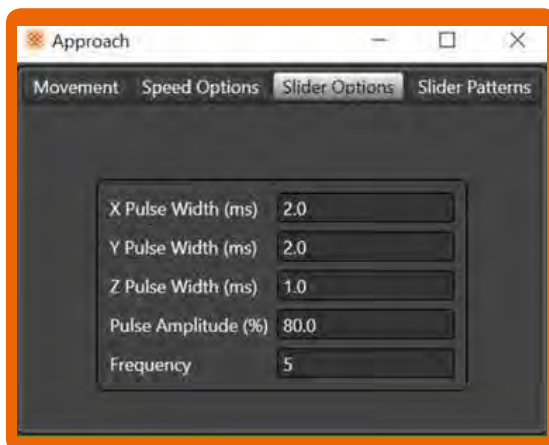 Approach
Movement Speed Options Slider Options Slider Patterns
X Pulse Width (ms) 2.0
Y Pulse Width (ms) 2.0
Z Pulse Width (ms) 1.0
Pulse Amplitude (%) 80.0
Frequency 5